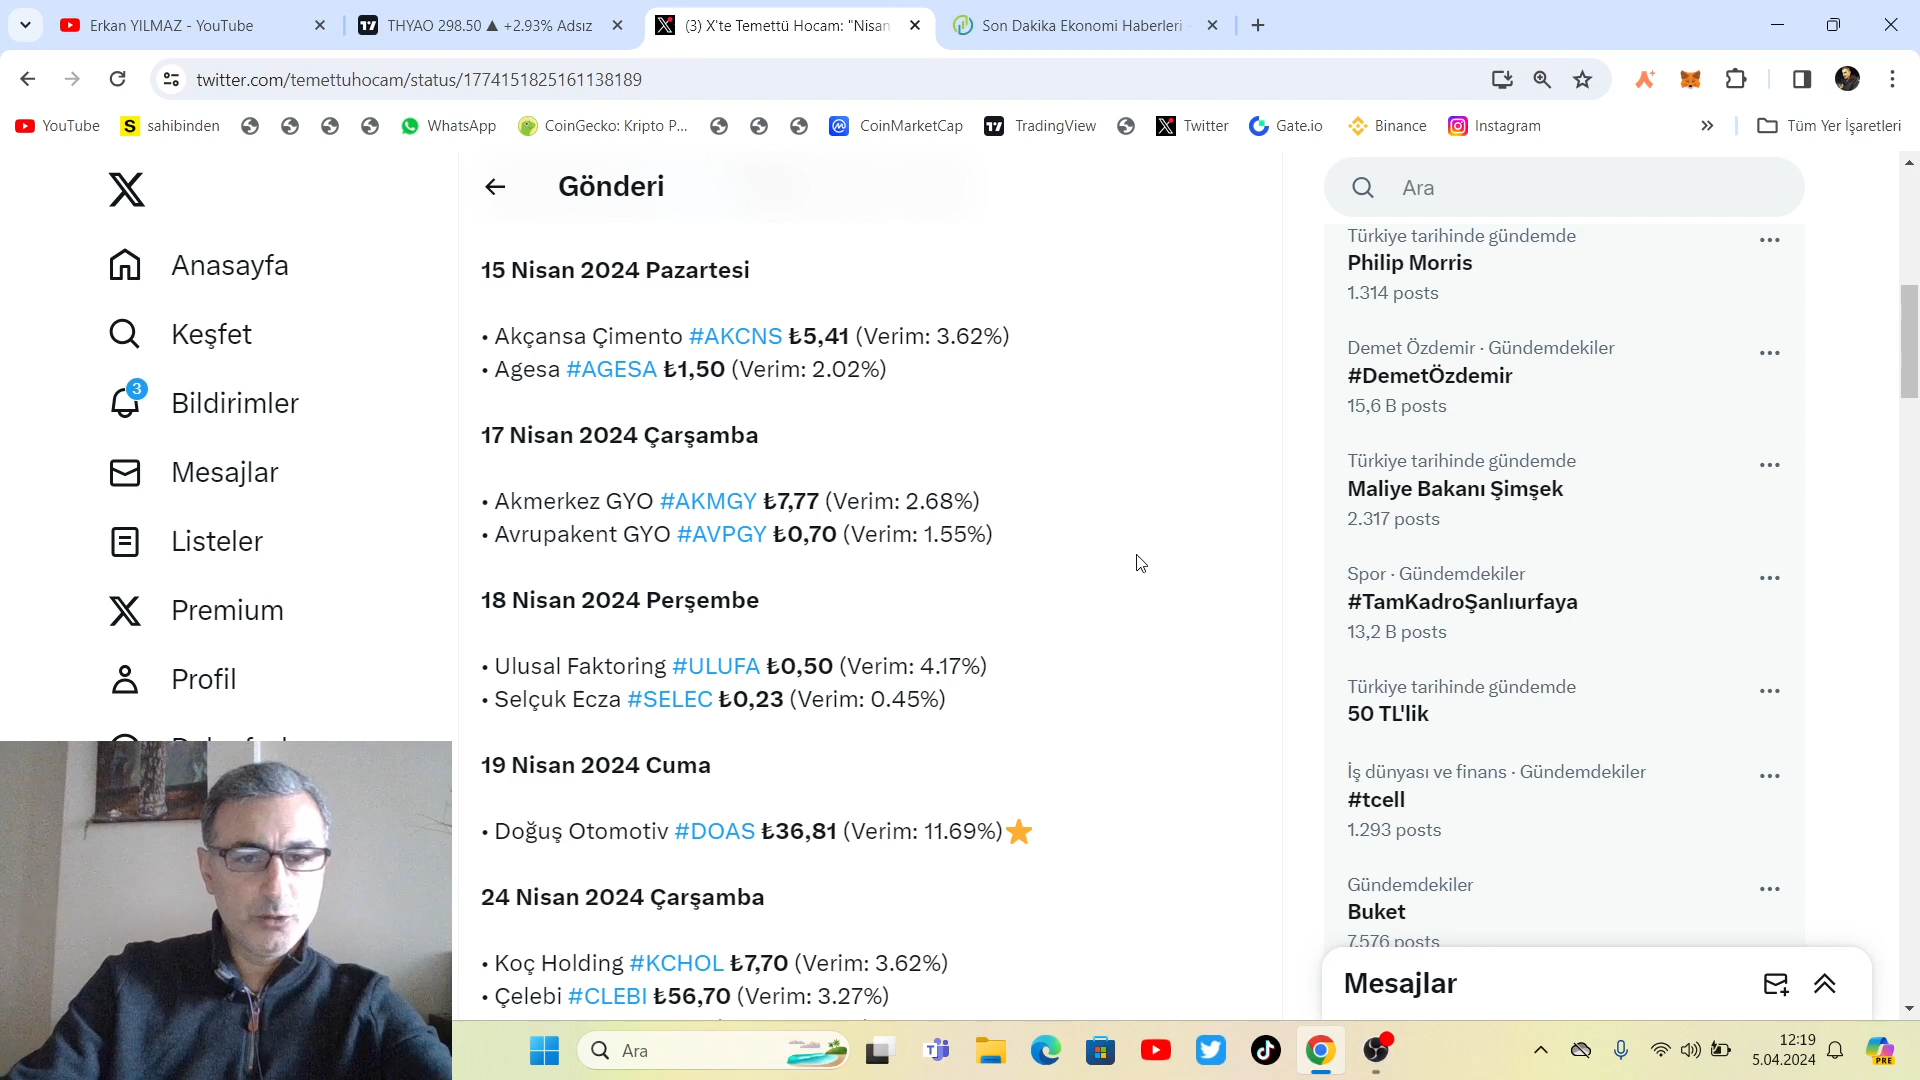 Erkan YILMAZ - YouTube
THYAO 298.50 ▲ +2.93% Adsız
(3) X'te Temettü Hocam: "Nisan
Son Dakika Ekonomi Haberleri -
twitter.com/temettuhocam/status/1774151825161138189
YouTube
sahibinden
WhatsApp
CoinGecko: Kripto P...
CoinMarketCap
TradingView
Twitter
Gate.io
Binance
Instagram
Tüm Yer İşaretleri
Anasayfa
Keşfet
3
Bildirimler
Mesajlar
Listeler
Premium
Profil
Gönderi
15 Nisan 2024 Pazartesi
• Akçansa Çimento #AKCNS ₺5,41 (Verim: 3.62%)
• Agesa #AGESA ₺1,50 (Verim: 2.02%)
17 Nisan 2024 Çarşamba
• Akmerkez GYO #AKMGY ₺7,77 (Verim: 2.68%)
• Avrupakent GYO #AVPGY ₺0,70 (Verim: 1.55%)
18 Nisan 2024 Perşembe
• Ulusal Faktoring #ULUFA ₺0,50 (Verim: 4.17%)
• Selçuk Ecza #SELEC ₺0,23 (Verim: 0.45%)
19 Nisan 2024 Cuma
• Doğuş Otomotiv #DOAS ₺36,81 (Verim: 11.69%)⭐
24 Nisan 2024 Çarşamba
• Koç Holding #KCHOL ₺7,70 (Verim: 3.62%)
• Çelebi #CLEBI ₺56,70 (Verim: 3.27%)
Ara
Türkiye tarihinde gündemde
Philip Morris
1.314 posts
Demet Özdemir · Gündemdekiler
#DemetÖzdemir
15,6 B posts
Türkiye tarihinde gündemde
Maliye Bakanı Şimşek
2.317 posts
Spor · Gündemdekiler
#TamKadroŞanlıurfaya
13,2 B posts
Türkiye tarihinde gündemde
50 TL'lik
İş dünyası ve finans · Gündemdekiler
#tcell
1.293 posts
Gündemdekiler
Buket
7.576 posts
Mesajlar
Ara
12:19
5.04.2024
PRE